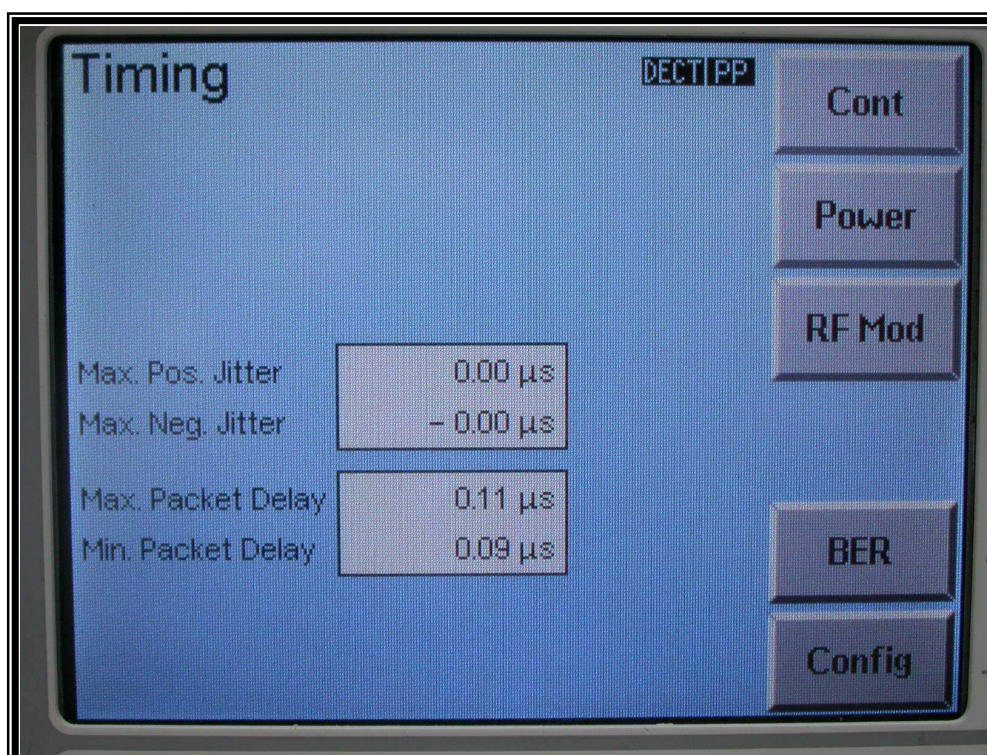 Timing
DECT PP
Cont
Power
RF Mod
Max. Pos. Jitter 0.00 µs
Max. Neg. Jitter – 0.00 µs
Max. Packet Delay 0.11 µs
Min. Packet Delay 0.09 µs
BER
Config